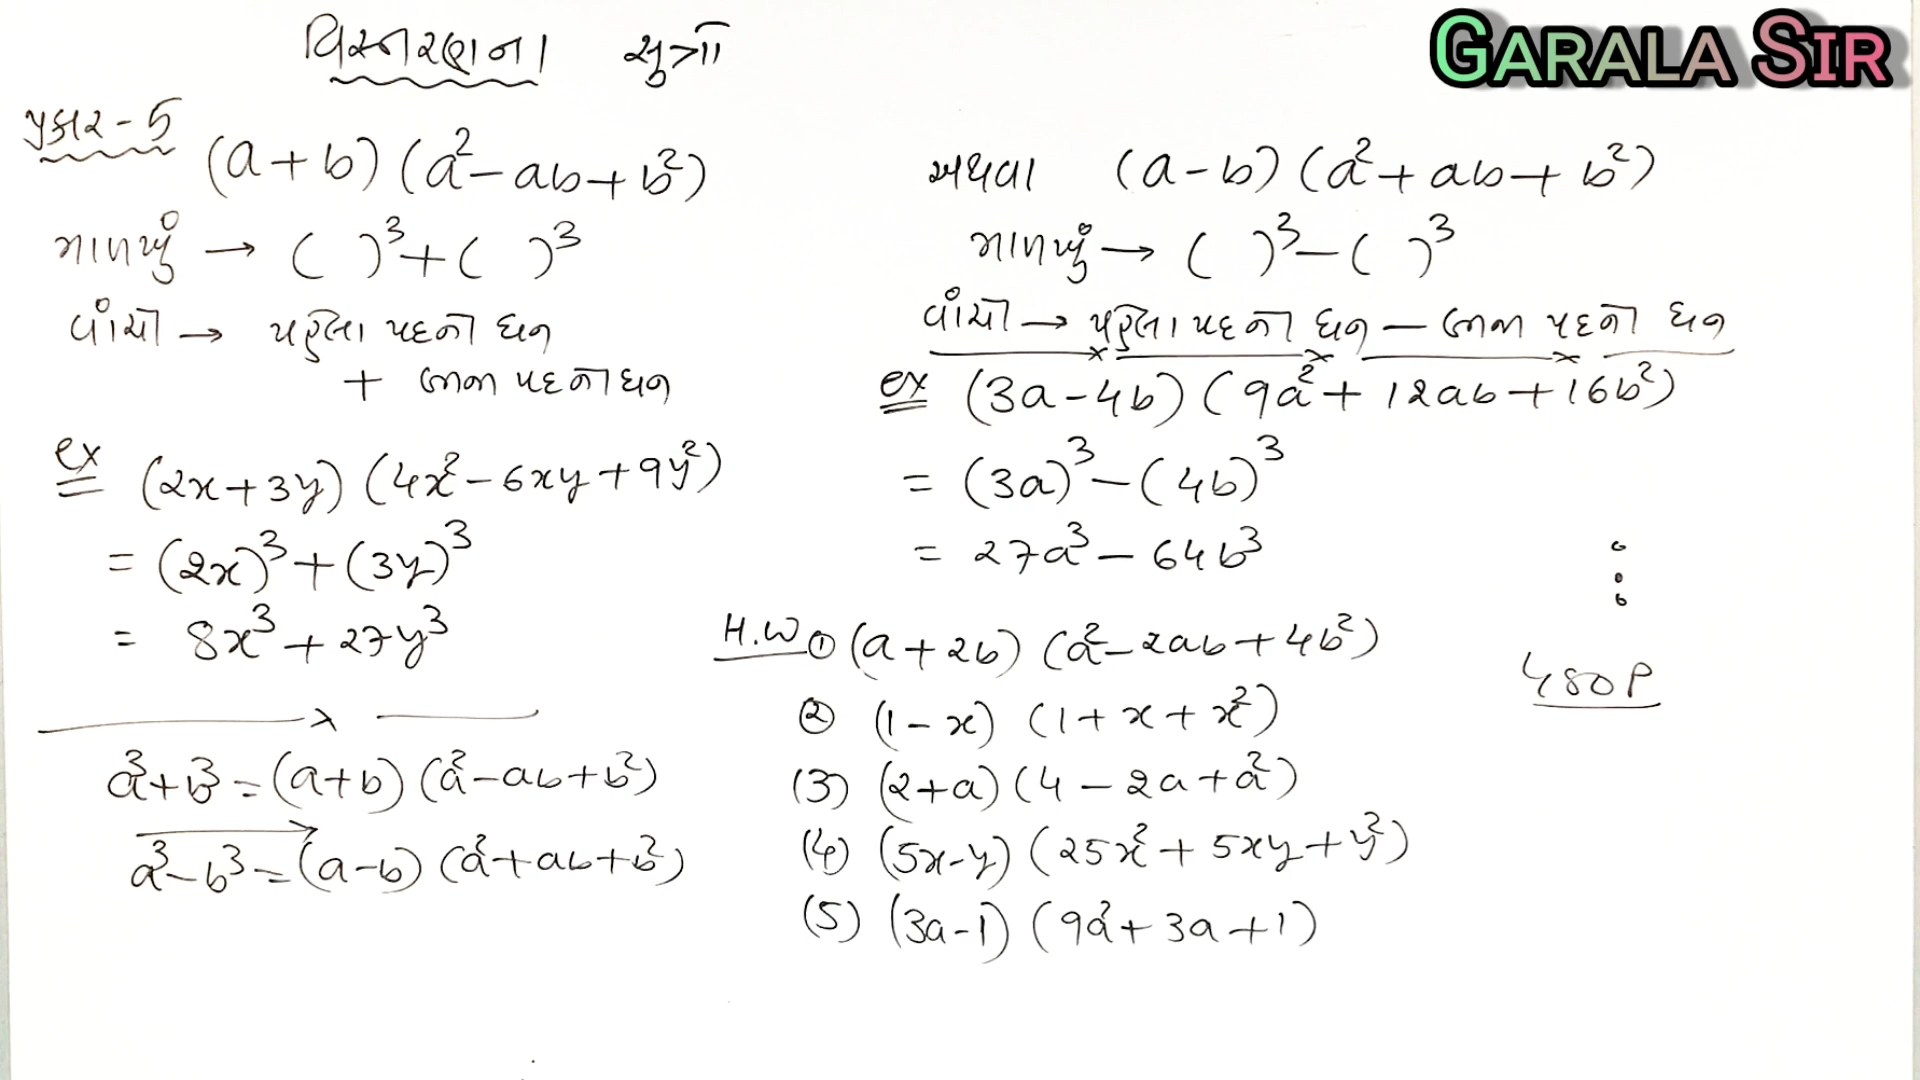 વિસ્તરણના સુત્રો
GARALA SIR
પ્રકાર - 5
(a+b) (a²-ab+b²)
માળખું → ( )³+( )³
વાંચો → પહેલા પદનો ઘન
+ બીજા પદનો ઘન
ex (2x+3y) (4x²-6xy+9y²)
= (2x)³+(3y)³
= 8x³+27y³
a³+b³=(a+b) (a²-ab+b²)
a³-b³=(a-b) (a²+ab+b²)
અથવા (a-b) (a²+ab+b²)
માળખું → ( )³-( )³
વાંચો → પહેલા પદનો ઘન - બીજા પદનો ઘન
ex (3a-4b) (9a²+12ab+16b²)
= (3a)³-(4b)³
= 27a³-64b³
H.W ① (a+2b) (a²-2ab+4b²)
② (1-x) (1+x+x²)
(3) (2+a) (4-2a+a²)
(4) (5x-y) (25x²+5xy+y²)
(5) (3a-1) (9a²+3a+1)
480P